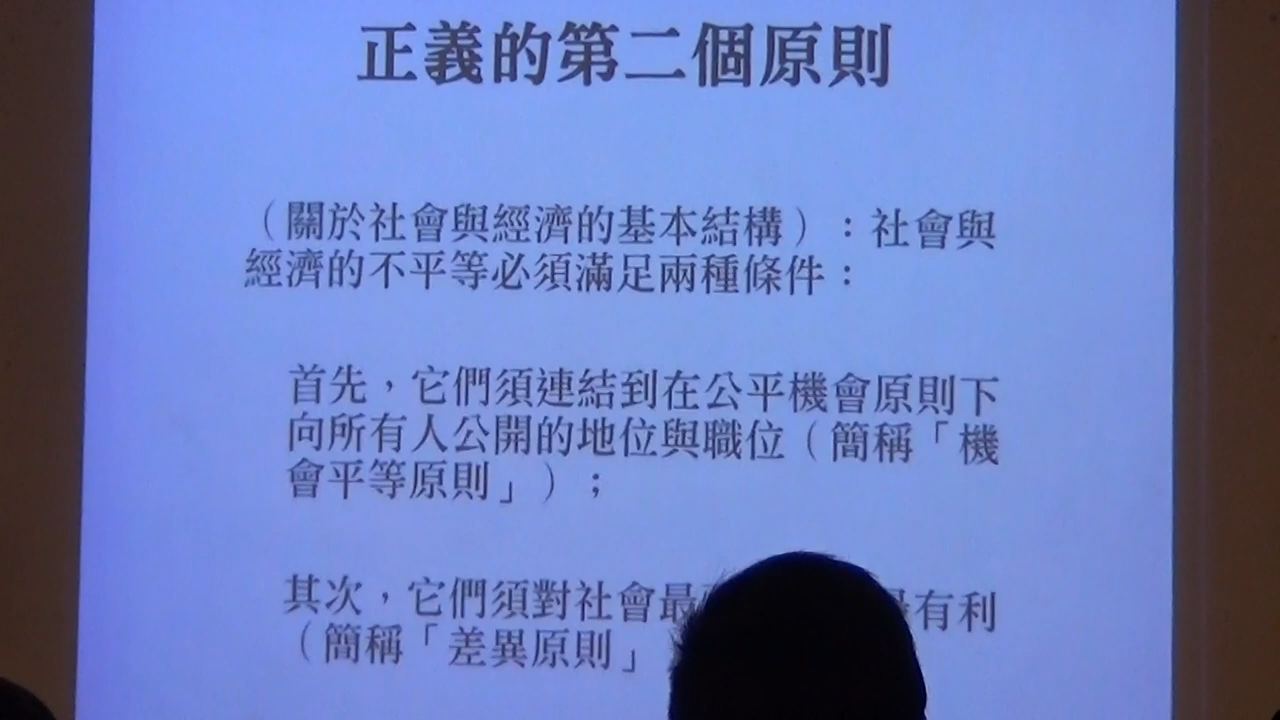 正義的第二個原則
（關於社會與經濟的基本結構）：社會與
經濟的不平等必須滿足兩種條件：
首先，它們須連結到在公平機會原則下
向所有人公開的地位與職位（簡稱「機
會平等原則」）；
其次，它們須對社會最 有利
（簡稱「差異原則」